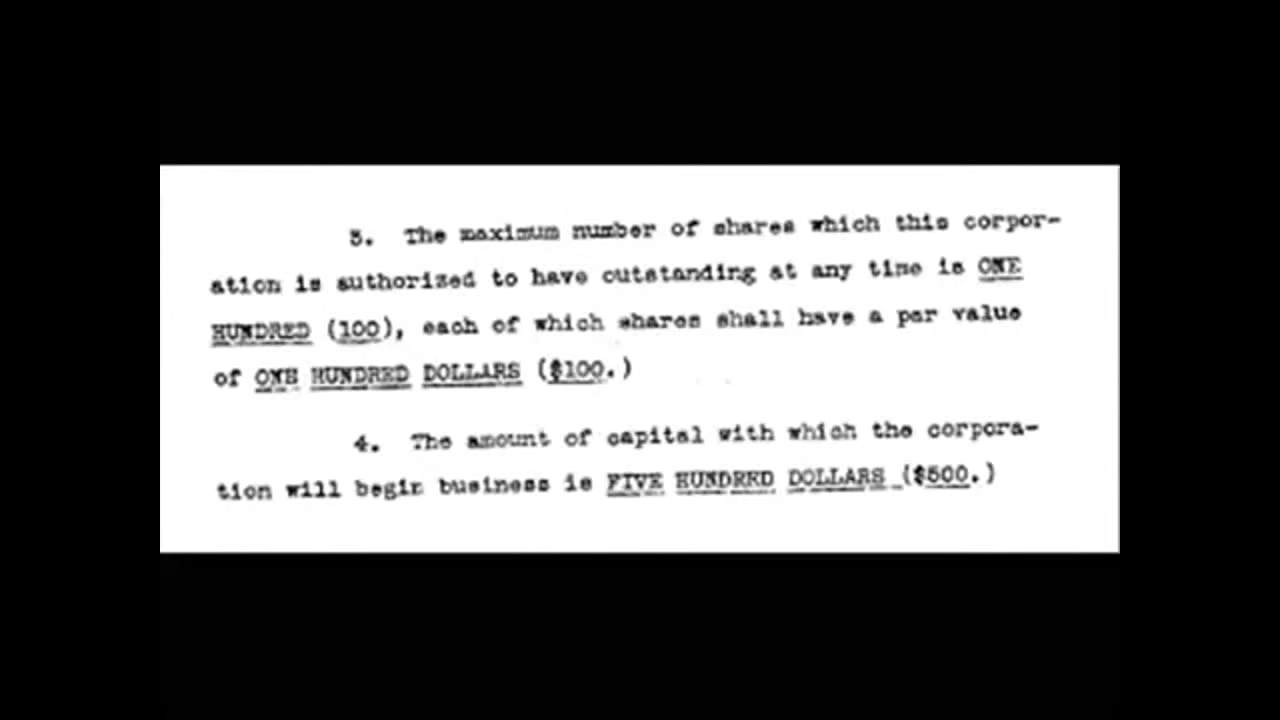 3. The maximum number of shares which this corpor-
ation is authorized to have outstanding at any time is ONE
HUNDRED (100), each of which shares shall have a par value
of ONE HUNDRED DOLLARS ($100.)
4. The amount of capital with which the corpora-
tion will begin business is FIVE HUNDRED DOLLARS ($500.)